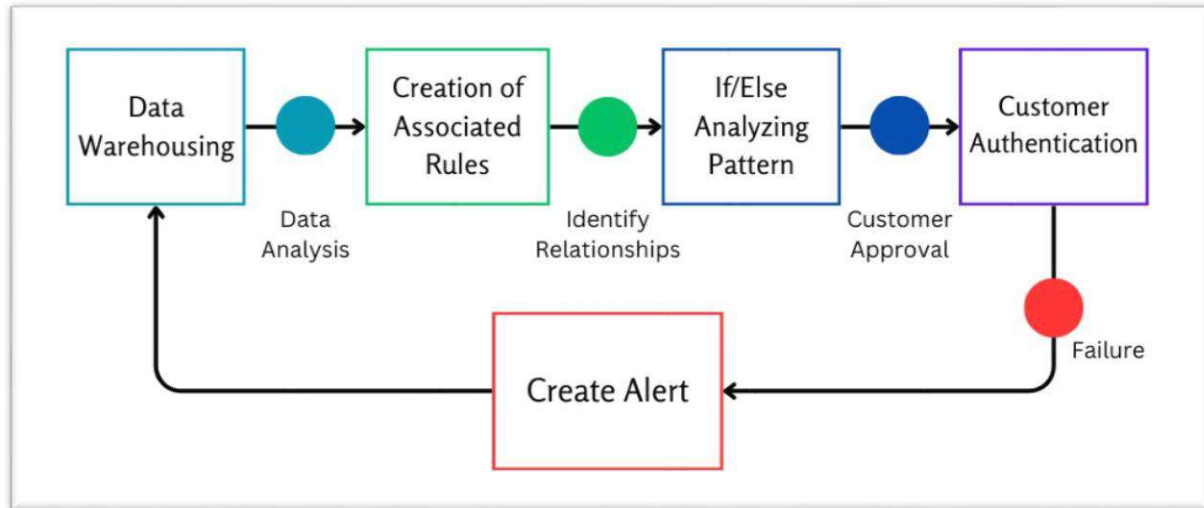 Data
Warehousing
Creation of
Associated
Rules
If/Else
Analyzing
Pattern
Customer
Authentication
Data
Analysis
Identify
Relationships
Customer
Approval
Failure
Create Alert